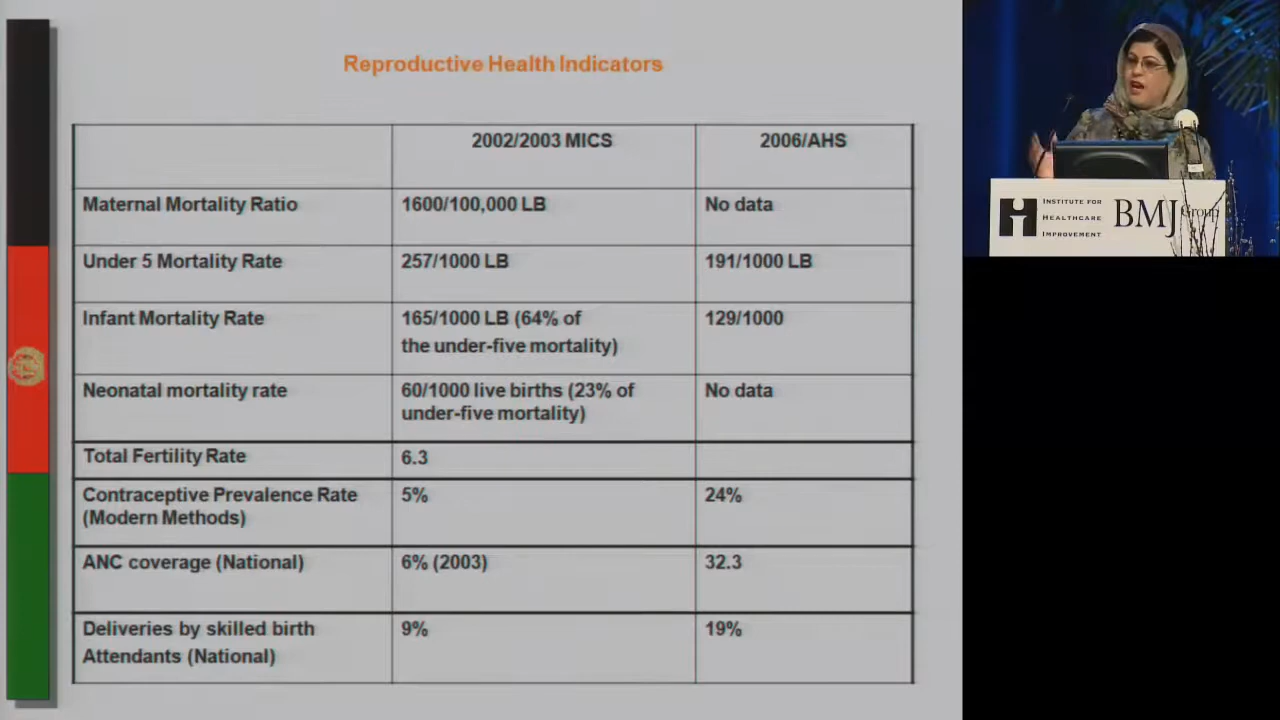 Reproductive Health Indicators
2002/2003 MICS
2006/AHS
Maternal Mortality Ratio
1600/100,000 LB
No data
Under 5 Mortality Rate
257/1000 LB
191/1000 LB
Infant Mortality Rate
165/1000 LB (64% of
the under-five mortality)
129/1000
Neonatal mortality rate
60/1000 live births (23% of
under-five mortality)
No data
Total Fertility Rate
6.3
Contraceptive Prevalence Rate
(Modern Methods)
5%
24%
ANC coverage (National)
6% (2003)
32.3
Deliveries by skilled birth
Attendants (National)
9%
19%
INSTITUTE FOR
HEALTHCARE
IMPROVEMENT
BMJ Group